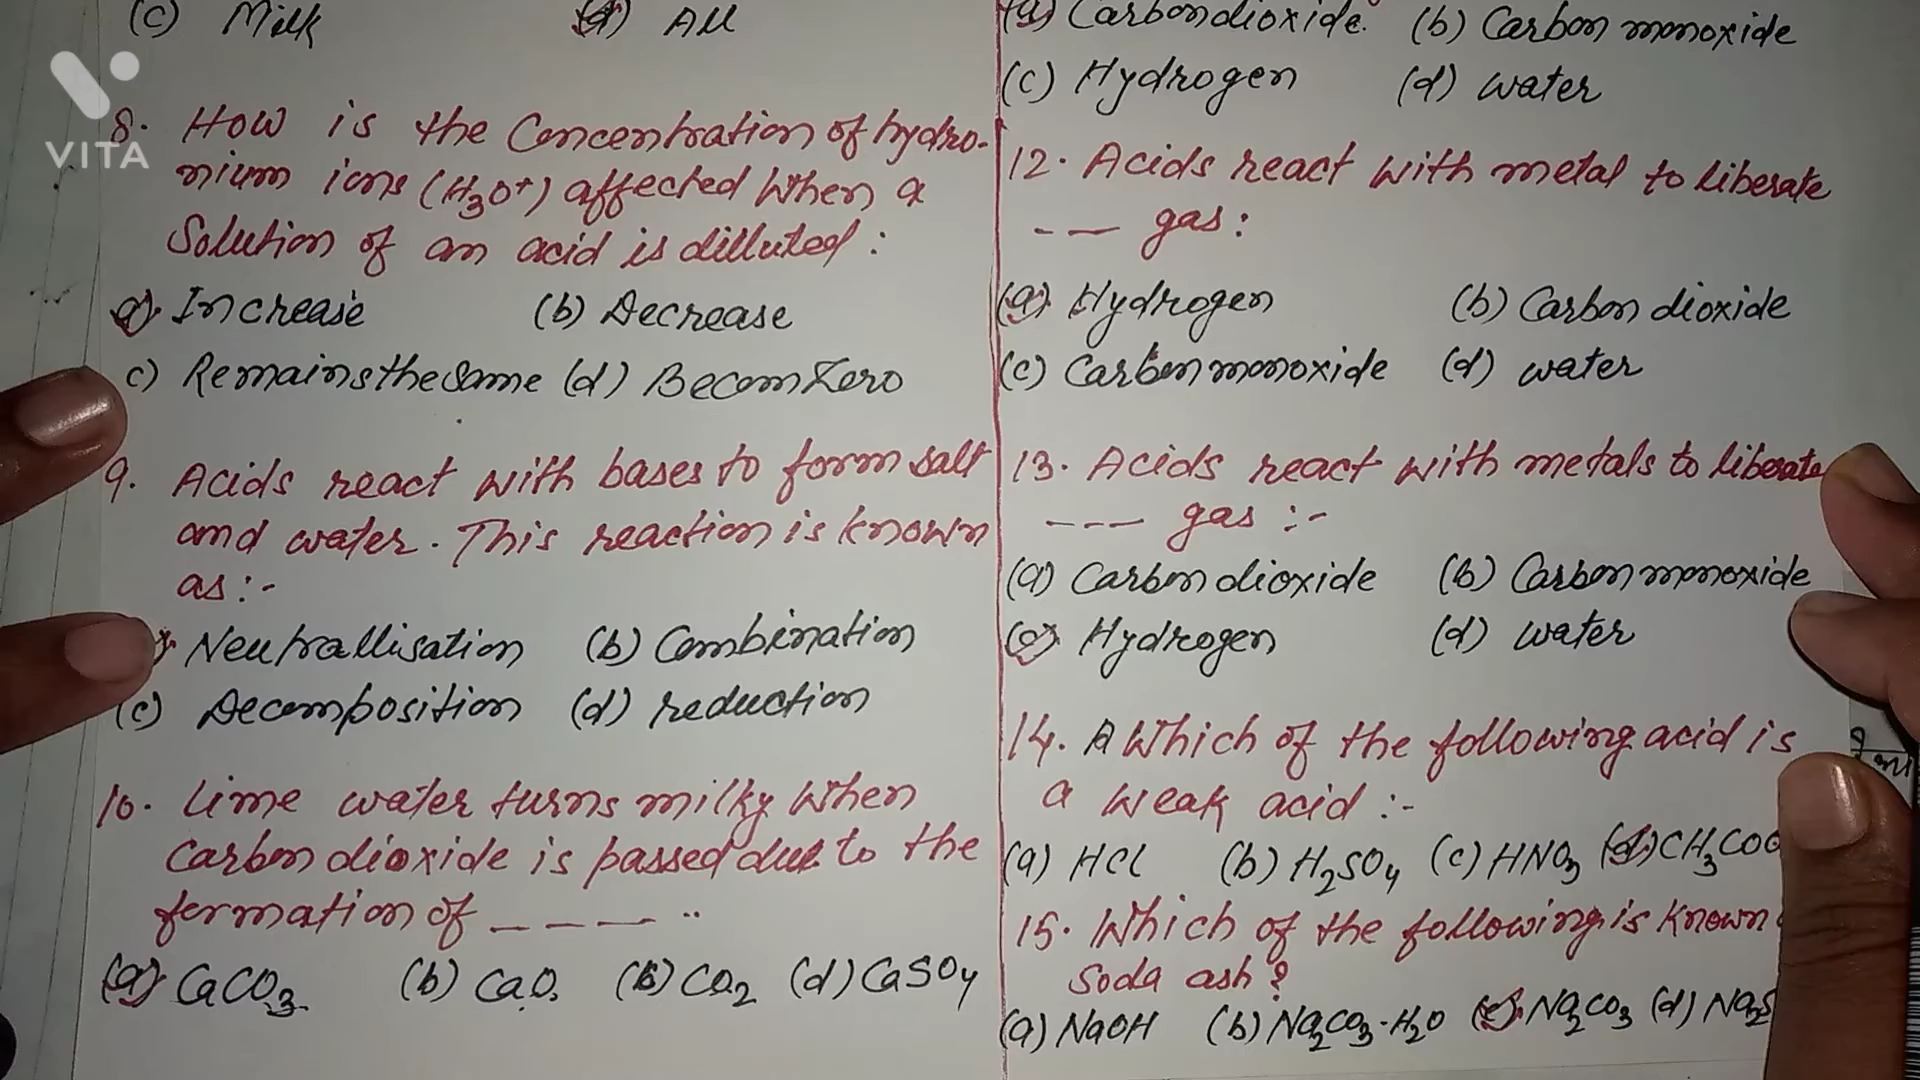 (c) Milk (d) All
8. How is the Concentration of hydro-
nium ions (H3O+) affected When a
Solution of an acid is dilluted :
(a) Increase (b) Decrease
c) Remains the same (d) Becom Zero
9. Acids react with bases to form salt
and water. This reaction is known
as :-
Neutrallisation (b) Combination
(c) Decomposition (d) reduction
10. Lime water turns milky when
Carbon dioxide is passed due to the
formation of ----
(a) CaCO3 (b) CaO (c) CO2 (d) CaSO4
(a) Carbondioxide (b) Carbon monoxide
(c) Hydrogen (d) water
12. Acids react with metal to liberate
--- gas :
(a) Hydrogen (b) Carbon dioxide
(c) Carbon monoxide (d) water
13. Acids react with metals to liberate
--- gas :-
(a) Carbon dioxide (b) Carbon monoxide
(c) Hydrogen (d) water
14. A Which of the following acid is
a weak acid :-
(a) HCl (b) H2SO4 (c) HNO3 (d) CH3COO
15. Which of the following is known
Soda ash ?
(a) NaOH (b) Na2CO3.H2O (c) Na2CO3 (d) Na2S
VITA